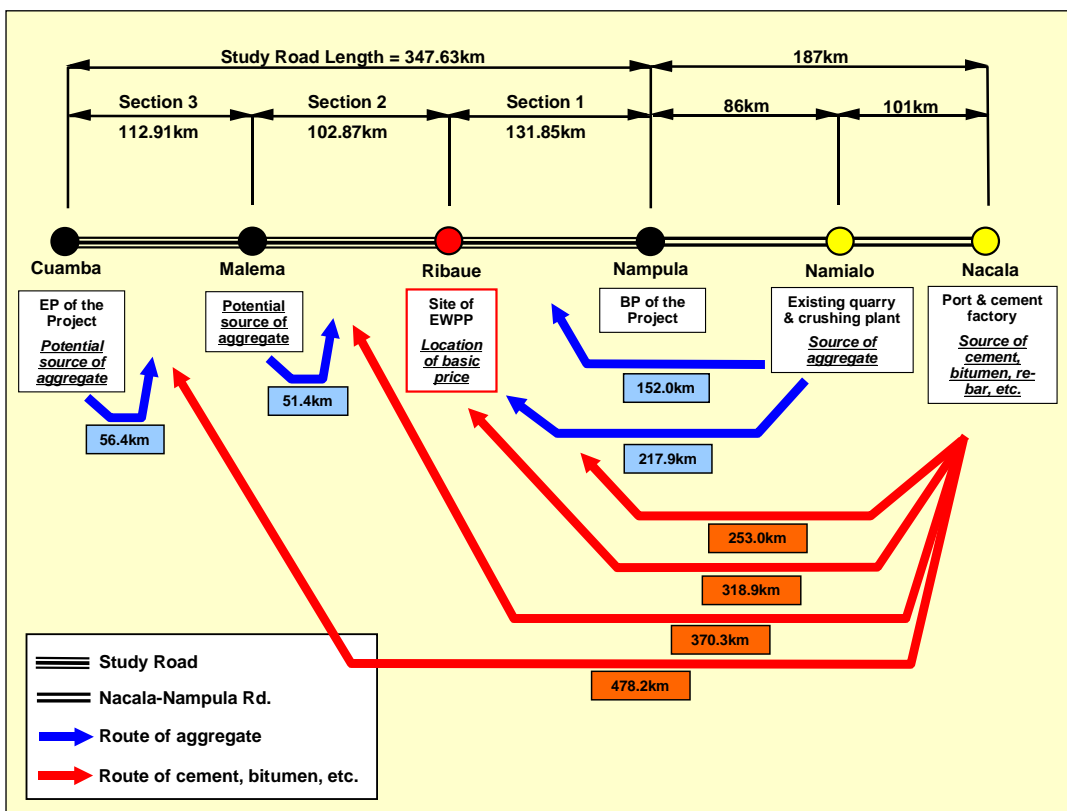 Study Road Length = 347.63km
187km
Section 3
Section 2
Section 1
86km
101km
112.91km
102.87km
131.85km
Cuamba
Malema
Ribaue
Nampula
Namialo
Nacala
EP of the
Project
Potential
source of
aggregate
Potential
source of
aggregate
Site of
EWPP
Location
of basic
price
BP of the
Project
Existing quarry
& crushing plant
Source of
aggregate
Port & cement
factory
Source of
cement,
bitumen, re-
bar, etc.
56.4km
51.4km
152.0km
217.9km
253.0km
318.9km
370.3km
478.2km
Study Road
Nacala-Nampula Rd.
Route of aggregate
Route of cement, bitumen, etc.